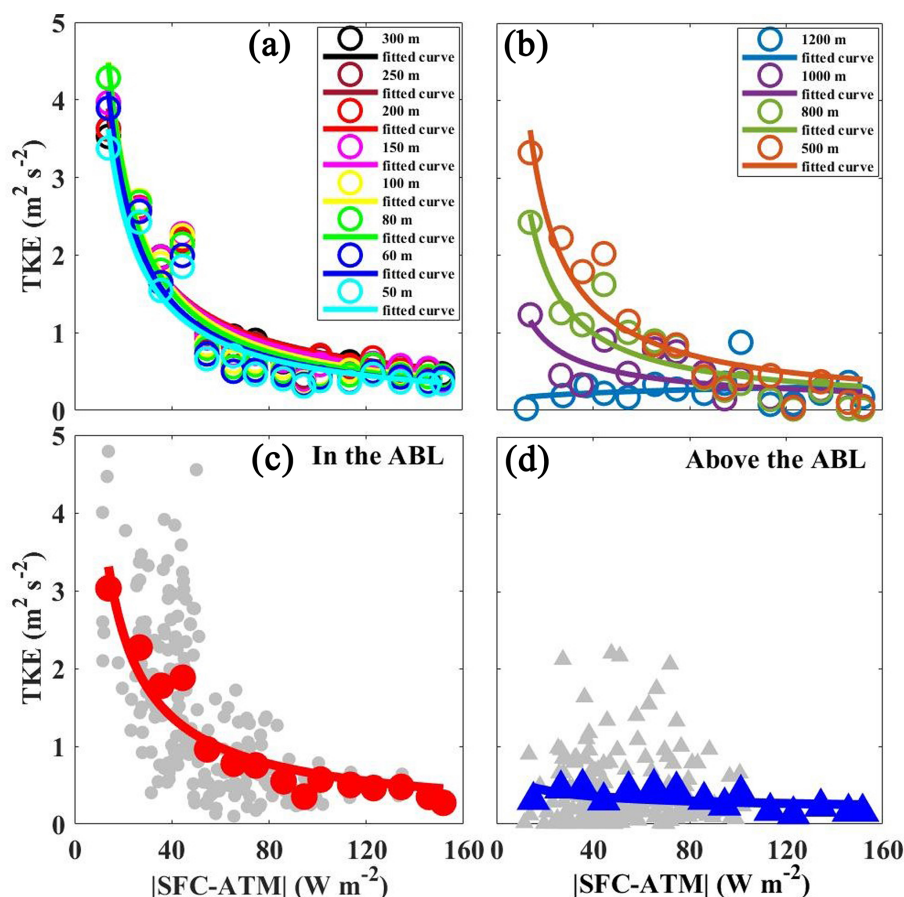 (a)
300 m
fitted curve
250 m
fitted curve
200 m
fitted curve
150 m
fitted curve
100 m
fitted curve
80 m
fitted curve
60 m
fitted curve
50 m
fitted curve
5
4
3
2
1
0
TKE (m² s⁻²)
(b)
1200 m
fitted curve
1000 m
fitted curve
800 m
fitted curve
500 m
fitted curve
(c)
In the ABL
5
4
3
2
1
0
TKE (m² s⁻²)
0 40 80 120 160
|SFC-ATM| (W m⁻²)
(d)
Above the ABL
0 40 80 120 160
|SFC-ATM| (W m⁻²)